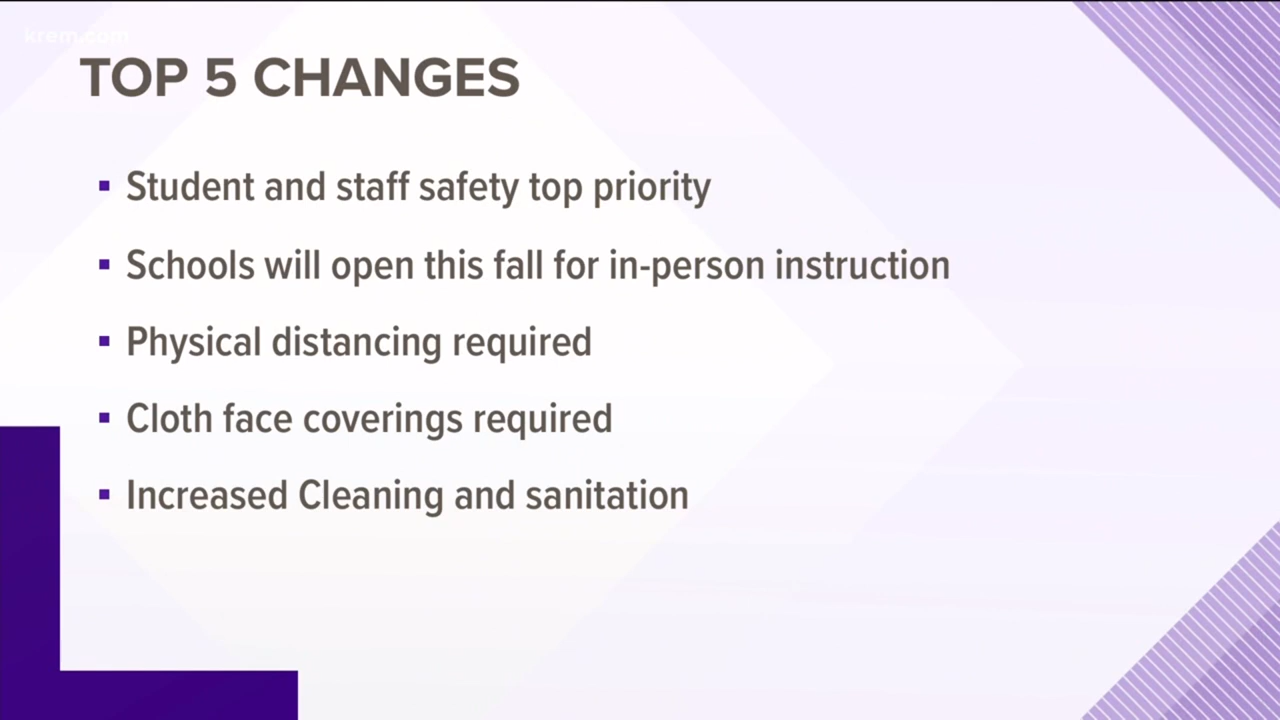 krem.com
TOP 5 CHANGES
Student and staff safety top priority
Schools will open this fall for in-person instruction
Physical distancing required
Cloth face coverings required
Increased Cleaning and sanitation